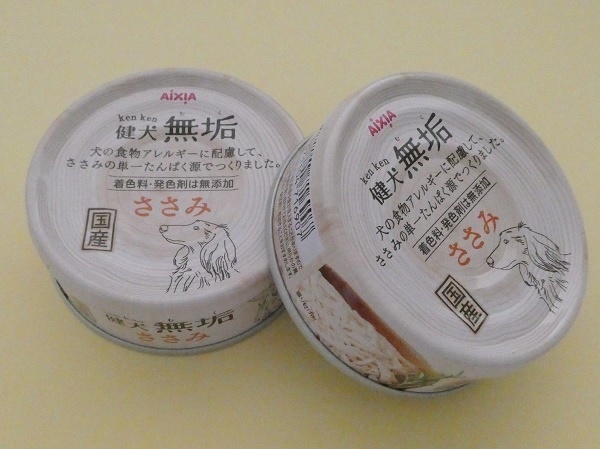 AIXIA
ken ken
健犬 無垢
犬の食物アレルギーに配慮して、
ささみの単一たんぱく源でつくりました。
着色料・発色剤は無添加
ささみ
国産
健犬 無垢
ささみ
AIXIA
ken ken
健犬 無垢
犬の食物アレルギーに配慮して、
ささみの単一たんぱく源でつくりました。
着色料・発色剤は無添加
ささみ
国産